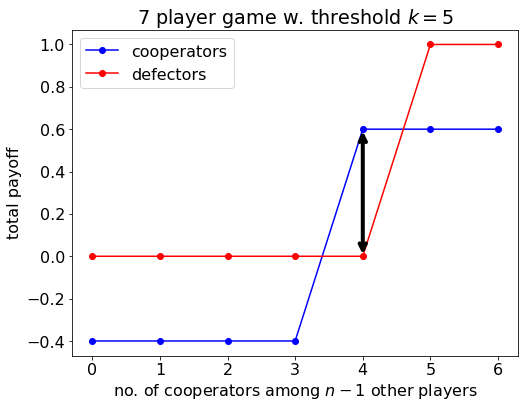 7 player game w. threshold k = 5
cooperators
defectors
total payoff
1.0
0.8
0.6
0.4
0.2
0.0
−0.2
−0.4
0 1 2 3 4 5 6
no. of cooperators among n − 1 other players